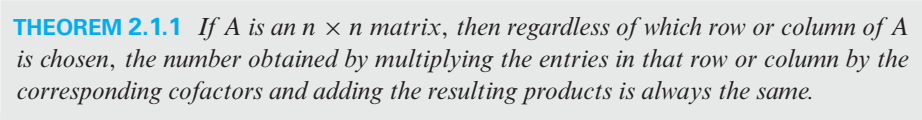 THEOREM 2.1.1 If A is an n × n matrix, then regardless of which row or column of A
is chosen, the number obtained by multiplying the entries in that row or column by the
corresponding cofactors and adding the resulting products is always the same.